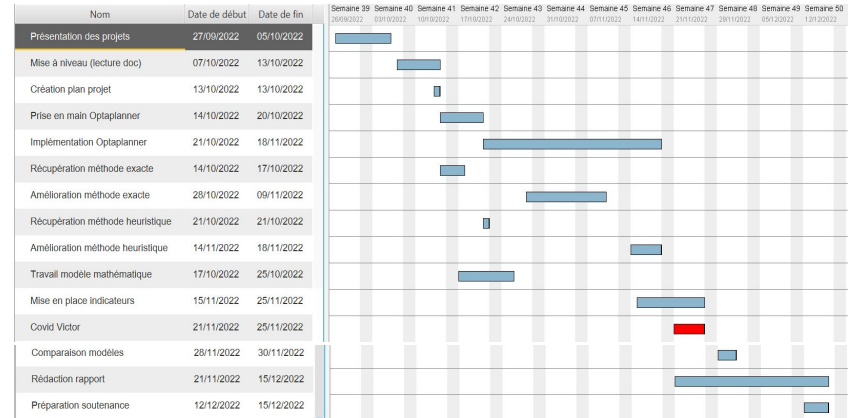 Nom Date de début Date de fin Semaine 39 Semaine 40 Semaine 41 Semaine 42 Semaine 43 Semaine 44 Semaine 45 Semaine 46 Semaine 47 Semaine 48 Semaine 49 Semaine 50
26/09/2022 03/10/2022 10/10/2022 17/10/2022 24/10/2022 31/10/2022 07/11/2022 14/11/2022 21/11/2022 28/11/2022 05/12/2022 12/12/2022
Présentation des projets 27/09/2022 05/10/2022
Mise à niveau (lecture doc) 07/10/2022 13/10/2022
Création plan projet 13/10/2022 13/10/2022
Prise en main Optaplanner 14/10/2022 20/10/2022
Implémentation Optaplanner 21/10/2022 18/11/2022
Récupération méthode exacte 14/10/2022 17/10/2022
Amélioration méthode exacte 28/10/2022 09/11/2022
Récupération méthode heuristique 21/10/2022 21/10/2022
Amélioration méthode heuristique 14/11/2022 18/11/2022
Travail modèle mathématique 17/10/2022 25/10/2022
Mise en place indicateurs 15/11/2022 25/11/2022
Covid Victor 21/11/2022 25/11/2022
Comparaison modèles 28/11/2022 30/11/2022
Rédaction rapport 21/11/2022 15/12/2022
Préparation soutenance 12/12/2022 15/12/2022